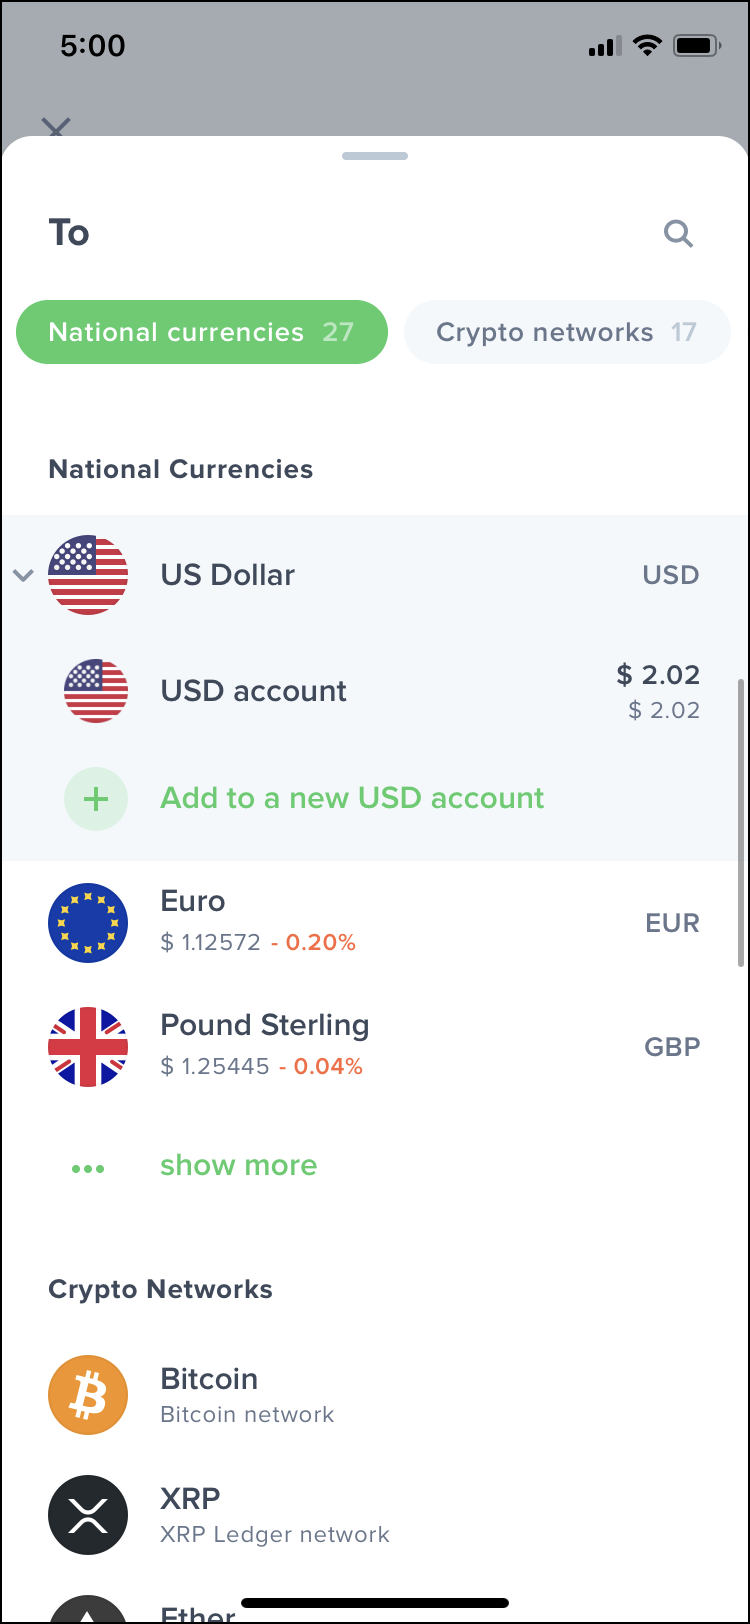 5:00
To
National currencies 27
Crypto networks 17
National Currencies
US Dollar
USD
USD account
$ 2.02
$ 2.02
Add to a new USD account
Euro
$ 1.12572 - 0.20%
EUR
Pound Sterling
$ 1.25445 - 0.04%
GBP
show more
Crypto Networks
Bitcoin
Bitcoin network
XRP
XRP Ledger network
Ether